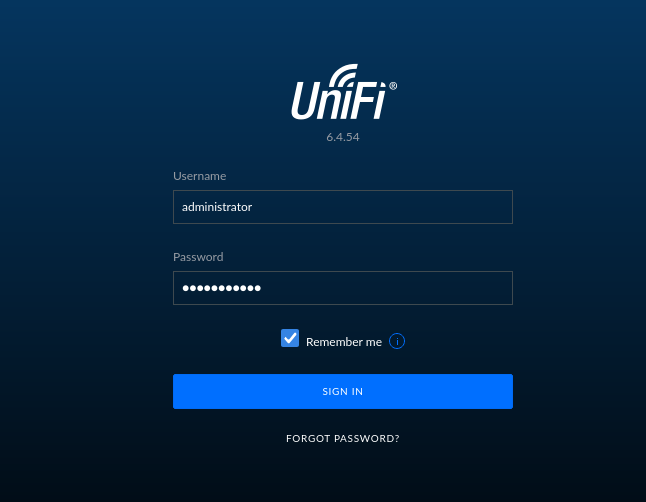 UniFi®
6.4.54
Username
administrator
Password
•••••••••••
Remember me
i
SIGN IN
FORGOT PASSWORD?